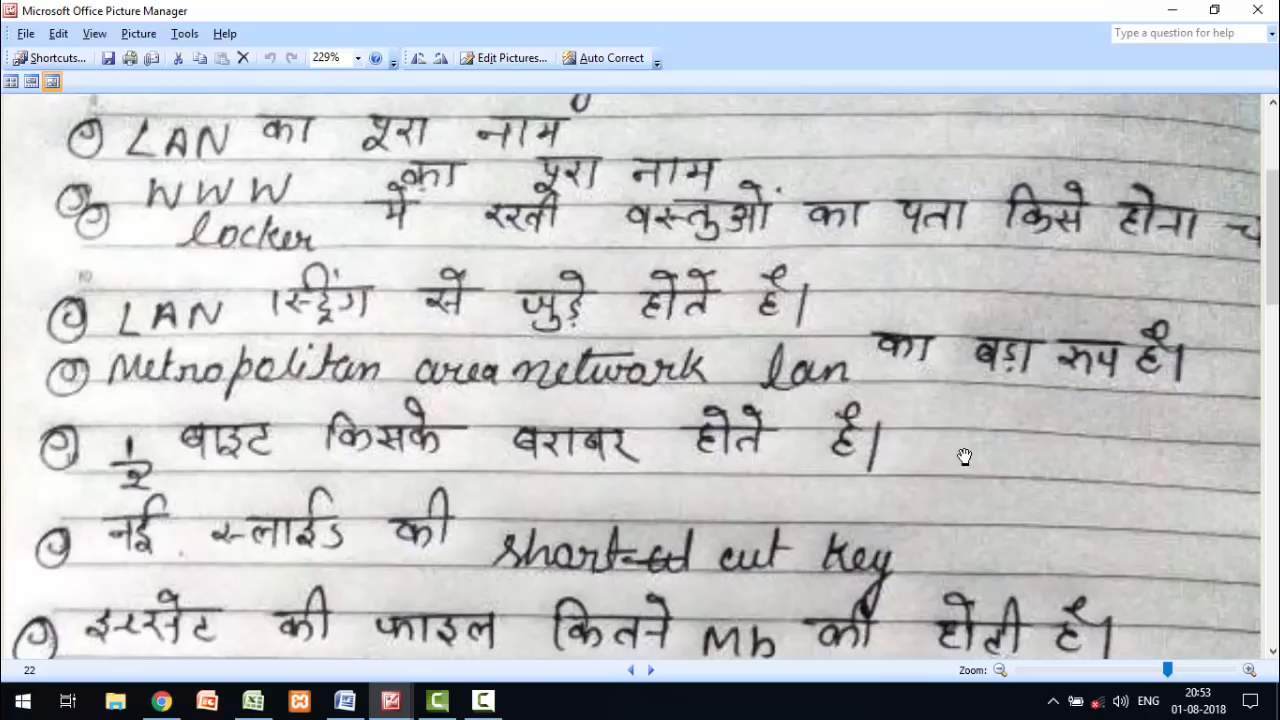 Microsoft Office Picture Manager
File Edit View Picture Tools Help
Type a question for help
Shortcuts... 229% Edit Pictures... Auto Correct
LAN का पूरा नाम
WWW का पूरा नाम
locker में रखी वस्तुओं का पता किसे होना च
LAN स्ट्रिंग से जुड़े होते है।
Metropolitan area network lan का बड़ा रूप है।
1/2 बाइट किसके बराबर होते है।
नई स्लाईड की short cut key
की फाइल कितने Mb की होती है।
22
Zoom:
ENG
20:53
01-08-2018